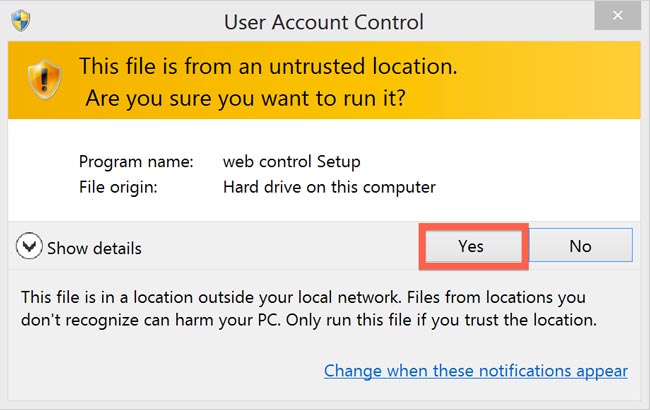 User Account Control
This file is from an untrusted location.
Are you sure you want to run it?
Program name: web control Setup
File origin: Hard drive on this computer
Show details
Yes
No
This file is in a location outside your local network. Files from locations you
don't recognize can harm your PC. Only run this file if you trust the location.
Change when these notifications appear